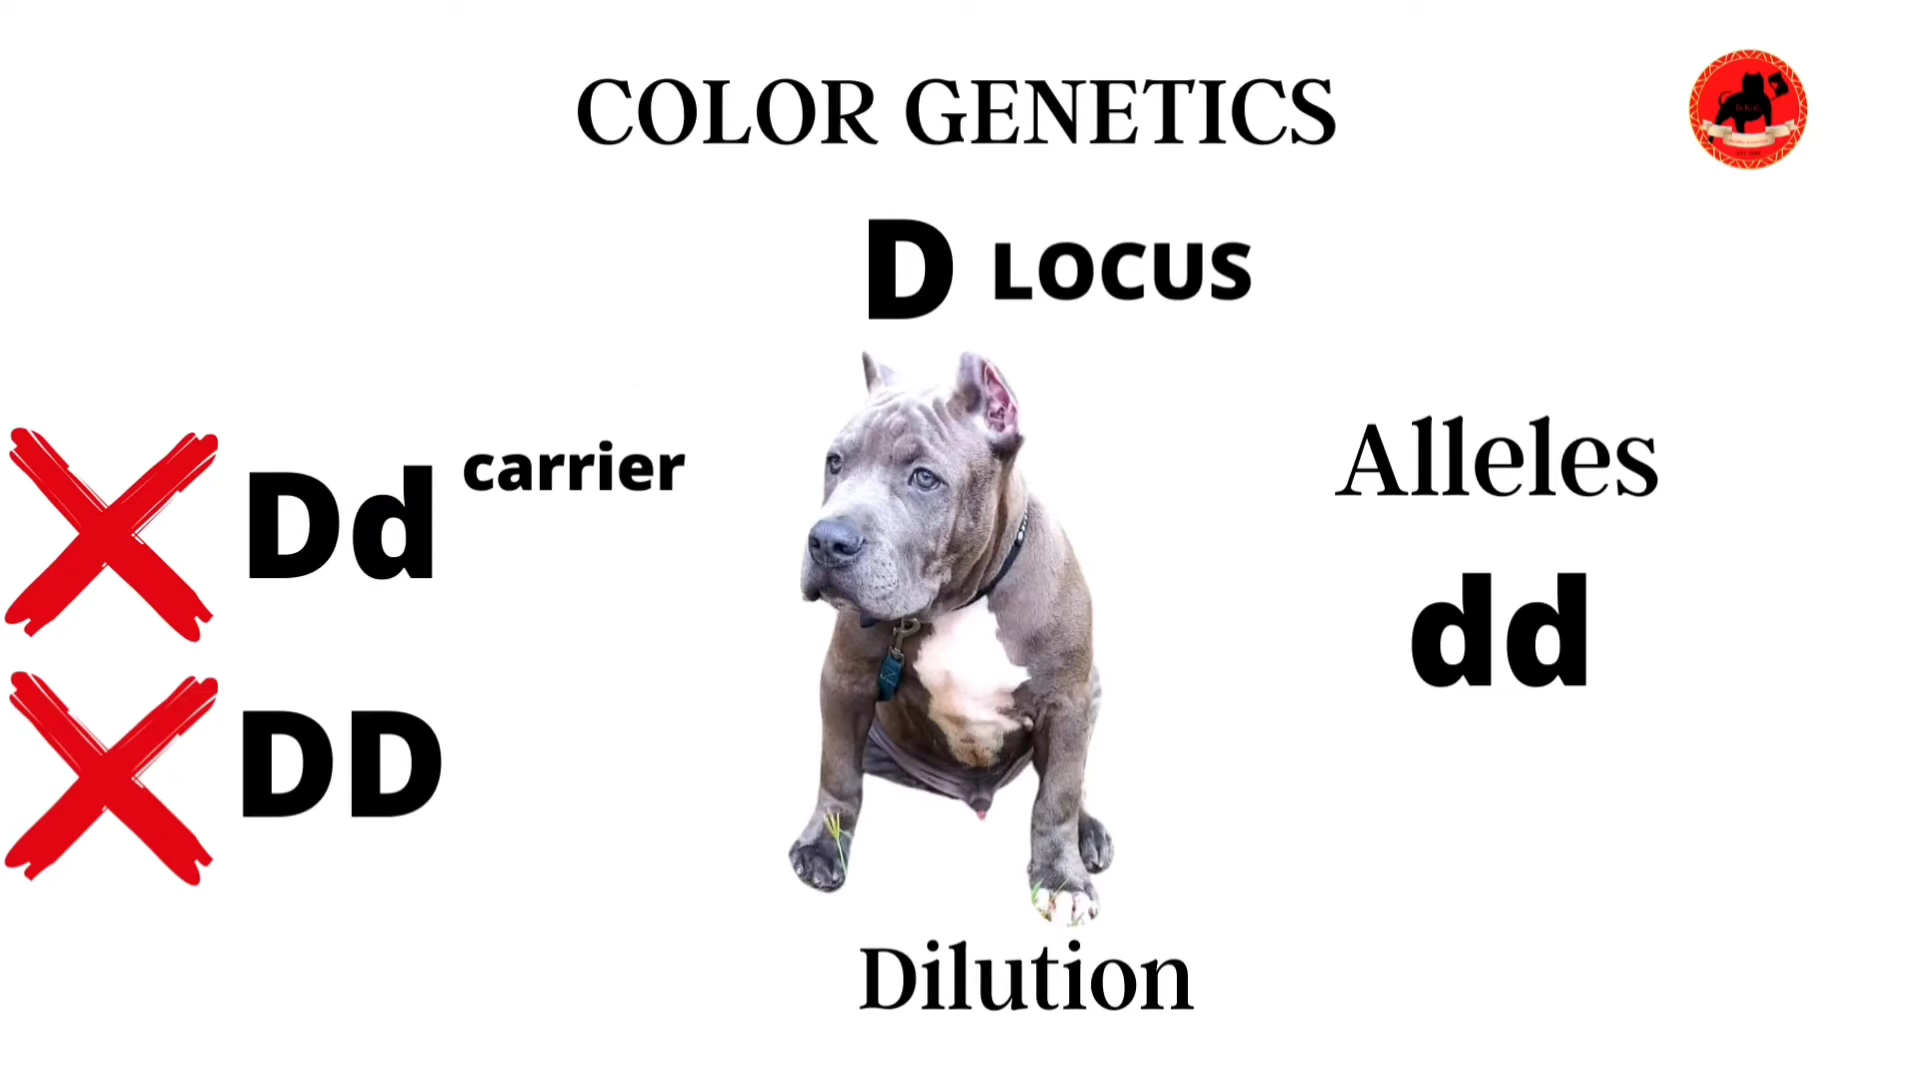 COLOR GENETICS
D LOCUS
Dd carrier
DD
Alleles
dd
Dilution